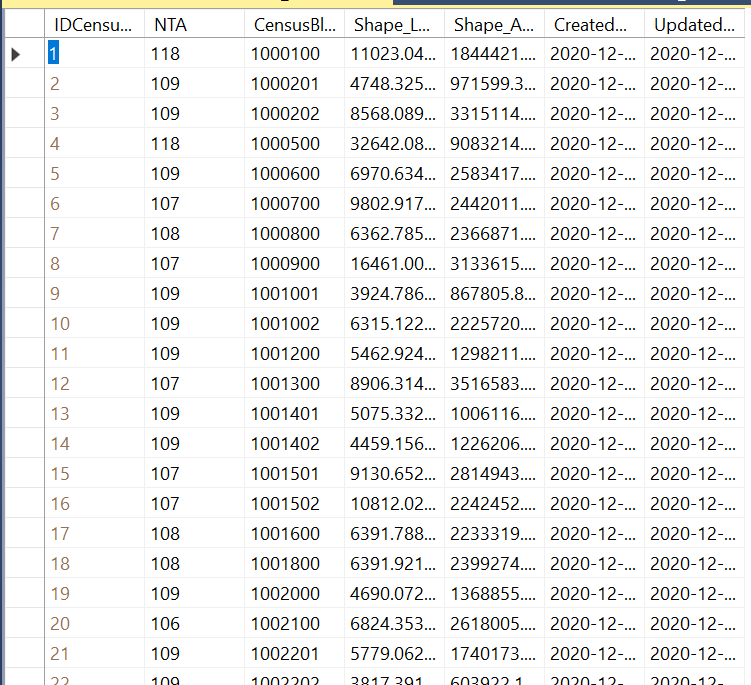 IDCensu... NTA CensusBl... Shape_L... Shape_A... Created... Updated...
1 118 1000100 11023.04... 1844421.... 2020-12-... 2020-12-...
2 109 1000201 4748.325... 971599.3... 2020-12-... 2020-12-...
3 109 1000202 8568.089... 3315114.... 2020-12-... 2020-12-...
4 118 1000500 32642.08... 9083214.... 2020-12-... 2020-12-...
5 109 1000600 6970.634... 2583417.... 2020-12-... 2020-12-...
6 107 1000700 9802.917... 2442011.... 2020-12-... 2020-12-...
7 108 1000800 6362.785... 2366871.... 2020-12-... 2020-12-...
8 107 1000900 16461.00... 3133615.... 2020-12-... 2020-12-...
9 109 1001001 3924.786... 867805.8... 2020-12-... 2020-12-...
10 109 1001002 6315.122... 2225720.... 2020-12-... 2020-12-...
11 109 1001200 5462.924... 1298211.... 2020-12-... 2020-12-...
12 107 1001300 8906.314... 3516583.... 2020-12-... 2020-12-...
13 109 1001401 5075.332... 1006116.... 2020-12-... 2020-12-...
14 109 1001402 4459.156... 1226206.... 2020-12-... 2020-12-...
15 107 1001501 9130.652... 2814943.... 2020-12-... 2020-12-...
16 107 1001502 10812.02... 2242452.... 2020-12-... 2020-12-...
17 108 1001600 6391.788... 2233319.... 2020-12-... 2020-12-...
18 108 1001800 6391.921... 2399274.... 2020-12-... 2020-12-...
19 109 1002000 4690.072... 1368855.... 2020-12-... 2020-12-...
20 106 1002100 6824.353... 2618005.... 2020-12-... 2020-12-...
21 109 1002201 5779.062... 1740173.... 2020-12-... 2020-12-...
22 109 1002202 3817.391... 603922.1... 2020-12-... 2020-12-...